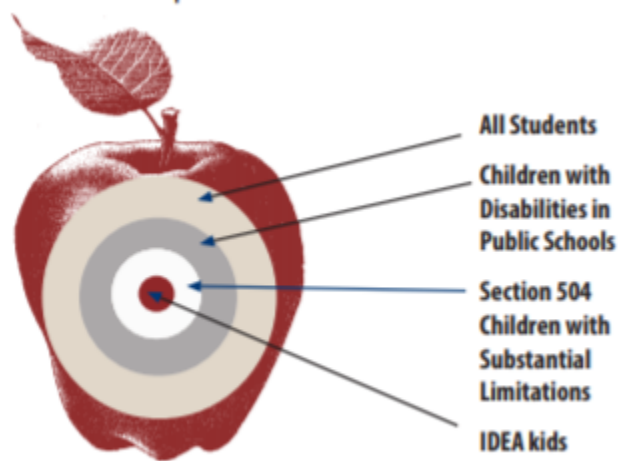 All Students
Children with
Disabilities in
Public Schools
Section 504
Children with
Substantial
Limitations
IDEA kids